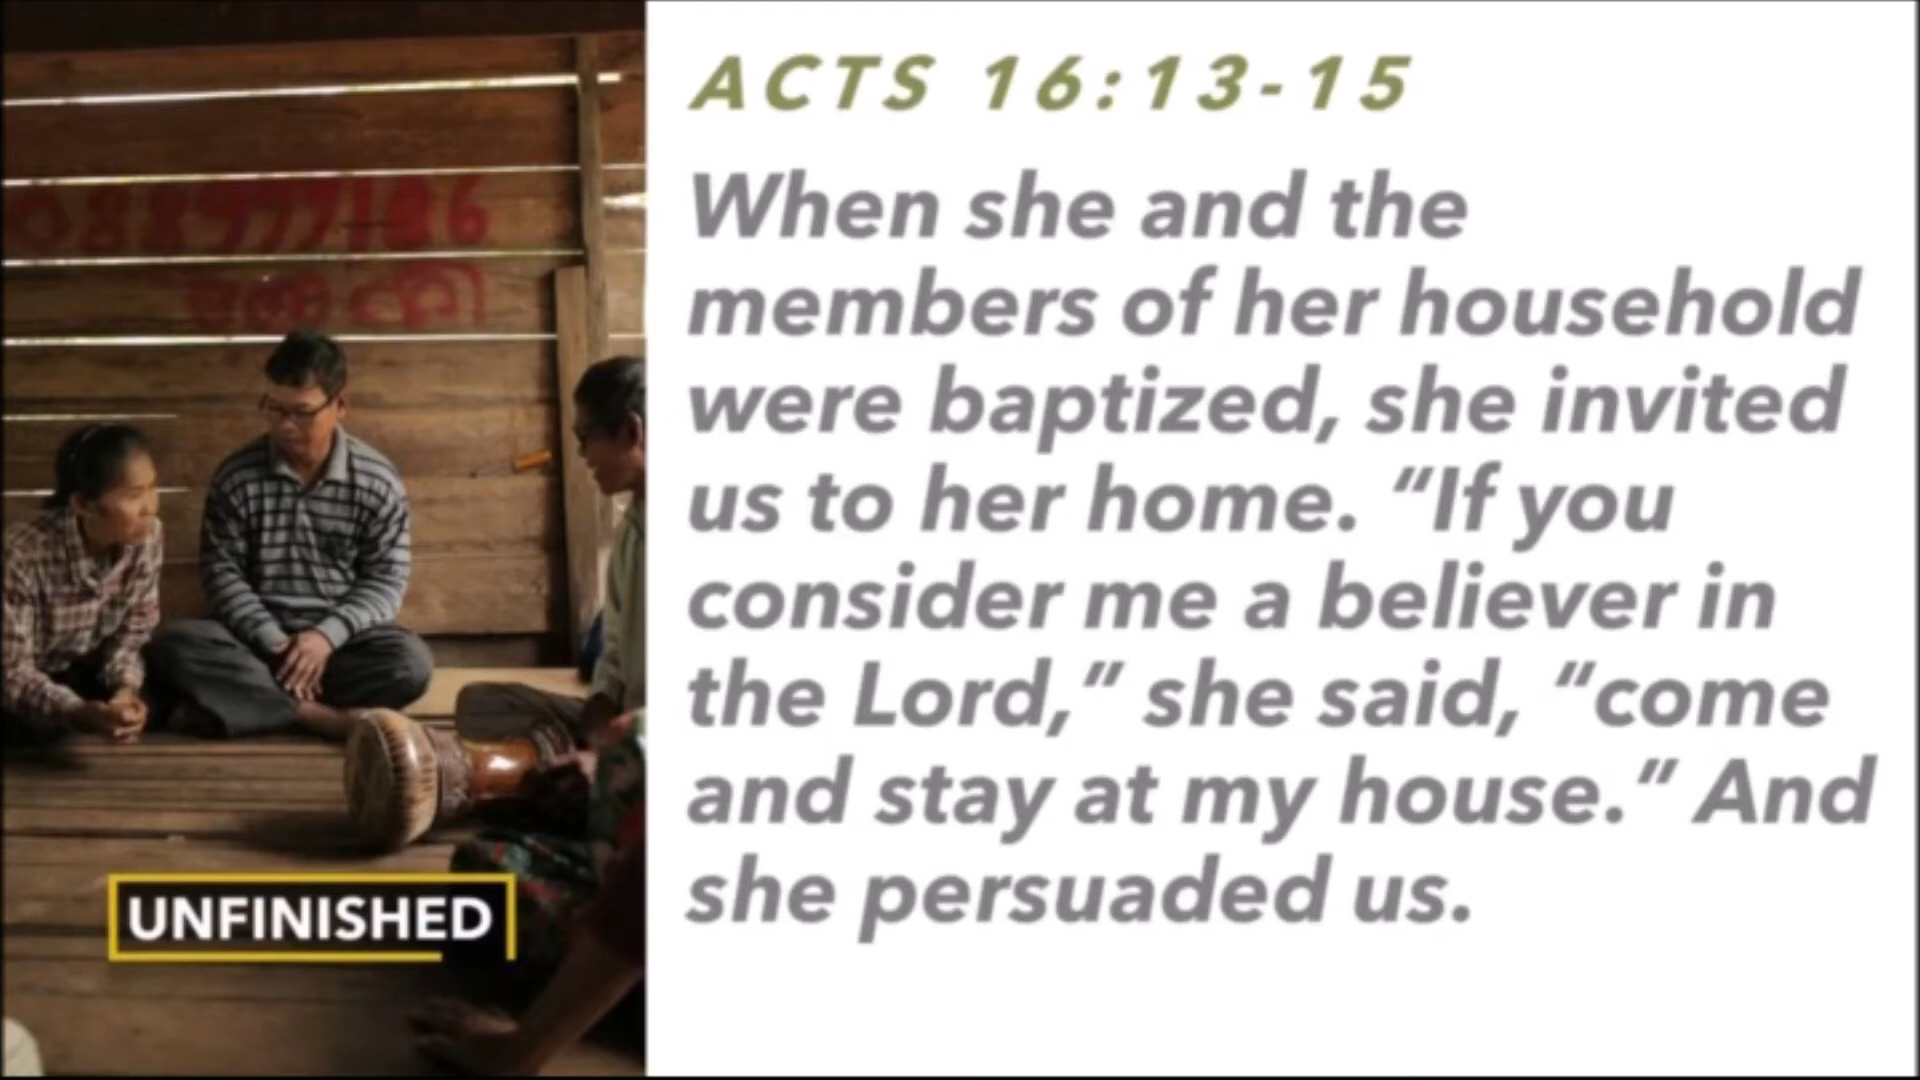 ACTS 16:13-15
When she and the
members of her household
were baptized, she invited
us to her home. “If you
consider me a believer in
the Lord,” she said, “come
and stay at my house.” And
she persuaded us.
UNFINISHED